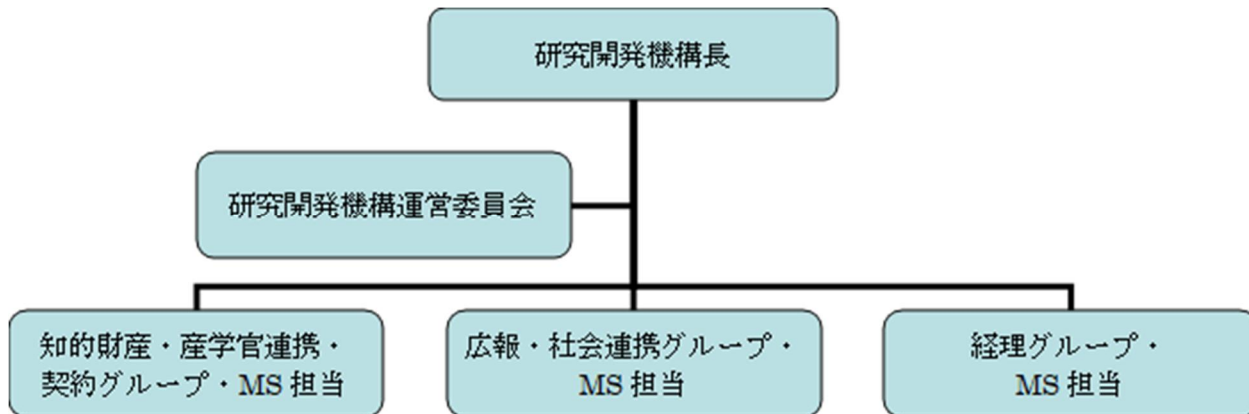 研究開発機構長
研究開発機構運営委員会
知的財産・産学官連携・
契約グループ・MS 担当
広報・社会連携グループ・
MS 担当
経理グループ・
MS 担当